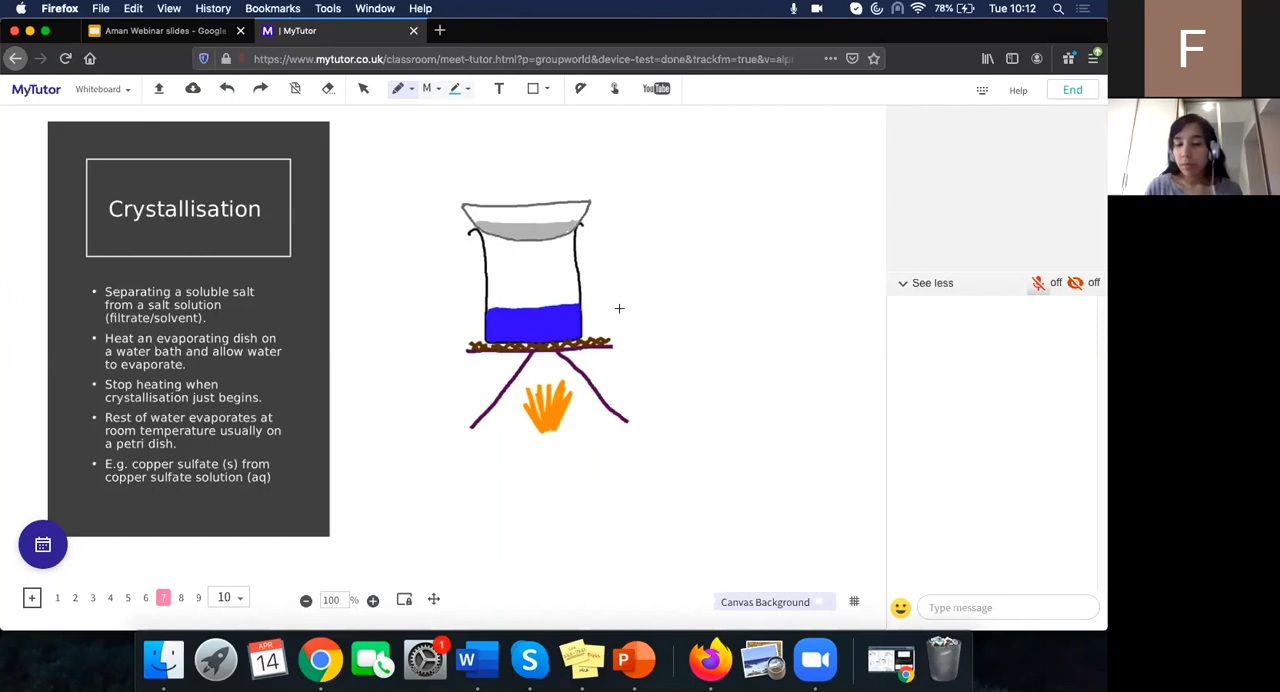 Firefox File Edit View History Bookmarks Tools Window Help 78% Tue 10:12
Aman Webinar slides - Google
M | MyTutor
https://www.mytutor.co.uk/classroom/meet-tutor.html?p=groupworld&device-test=done&trackfm=true&v=alpr
MyTutor Whiteboard M T YouTube Help End
Crystallisation
• Separating a soluble salt
from a salt solution
(filtrate/solvent).
• Heat an evaporating dish on
a water bath and allow water
to evaporate.
• Stop heating when
crystallisation just begins.
• Rest of water evaporates at
room temperature usually on
a petri dish.
• E.g. copper sulfate (s) from
copper sulfate solution (aq)
See less off off
F
+ 1 2 3 4 5 6 7 8 9 10 100 %
Canvas Background
Type message
APR
14
1
W
S
P